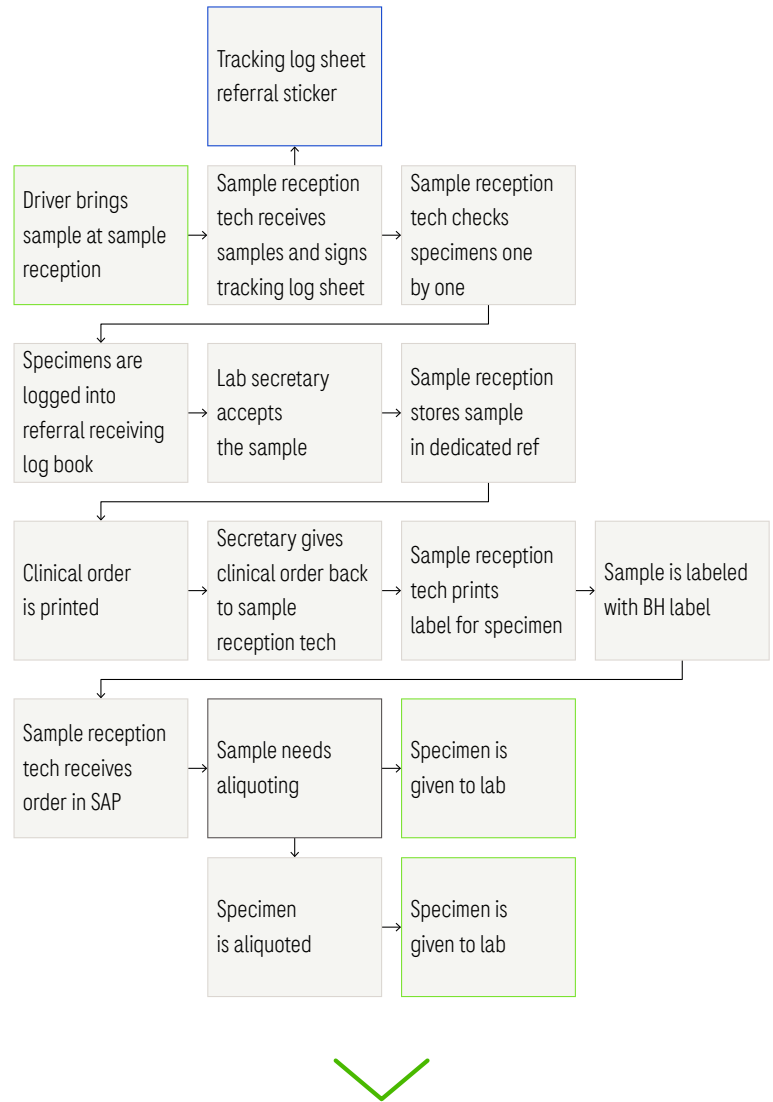 Tracking log sheet
referral sticker
Driver brings
sample at sample
reception
Sample reception
tech receives
samples and signs
tracking log sheet
Sample reception
tech checks
specimens one
by one
Specimens are
logged into
referral receiving
log book
Lab secretary
accepts
the sample
Sample reception
stores sample
in dedicated ref
Clinical order
is printed
Secretary gives
clinical order back
to sample
reception tech
Sample reception
tech prints
label for specimen
Sample is labeled
with BH label
Sample reception
tech receives
order in SAP
Sample needs
aliquoting
Specimen is
given to lab
Specimen
is aliquoted
Specimen is
given to lab